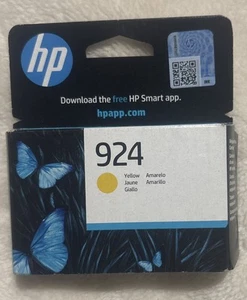 hp
Download the free HP Smart app.
hpapp.com
924
Yellow Amarelo
Jaune Amarillo
Giallo